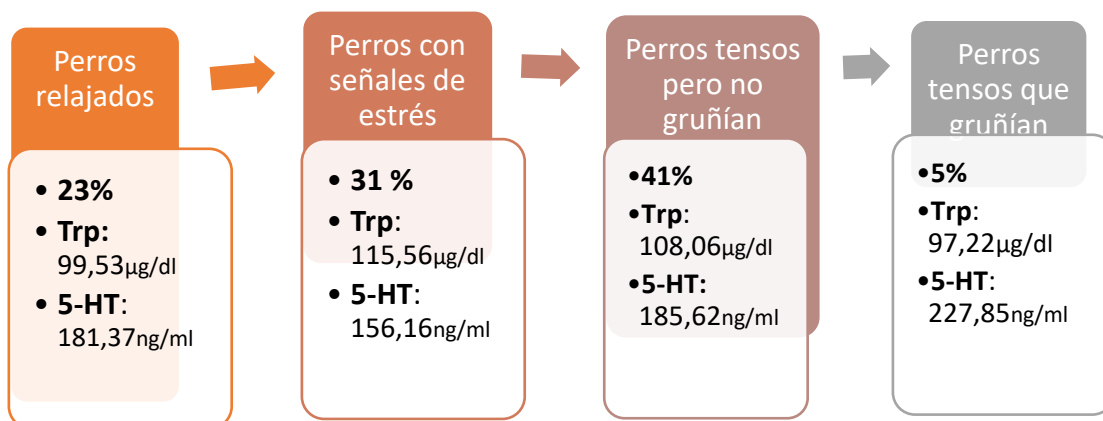 Perros
relajados
• 23%
• Trp:
99,53µg/dl
• 5-HT:
181,37ng/ml
Perros con
señales de
estrés
• 31 %
• Trp:
115,56µg/dl
• 5-HT:
156,16ng/ml
Perros tensos
pero no
gruñían
•41%
•Trp:
108,06µg/dl
•5-HT:
185,62ng/ml
Perros
tensos que
gruñían
•5%
•Trp:
97,22µg/dl
•5-HT:
227,85ng/ml